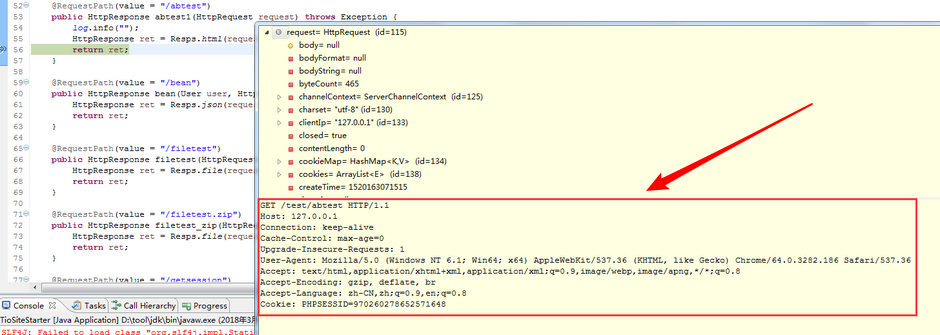 52 @RequestPath(value = "/abtest")
53 public HttpResponse abtest1(HttpRequest request) throws Exception {
54 log.info("");
55 HttpResponse ret = Resps.html(reque
56 return ret;
57 }
58
59 @RequestPath(value = "/bean")
60 public HttpResponse bean(User user, Htt
61 HttpResponse ret = Resps.json(reque
62 return ret;
63 }
64
65 @RequestPath(value = "/filetest")
66 public HttpResponse filetest(HttpReques
67 HttpResponse ret = Resps.file(reque
68 return ret;
69 }
70
71 @RequestPath(value = "/filetest.zip")
72 public HttpResponse filetest_zip(HttpRe
73 HttpResponse ret = Resps.file(reque
74 return ret;
75 }
76
77 @RequestPath(value = "/getsession")
request= HttpRequest (id=115)
body= null
bodyFormat= null
bodyString= null
byteCount= 465
channelContext= ServerChannelContext (id=125)
charset= "utf-8" (id=130)
clientIp= "127.0.0.1" (id=133)
closed= true
contentLength= 0
cookieMap= HashMap<K,V> (id=134)
cookies= ArrayList<E> (id=138)
createTime= 1520163071515
GET /test/abtest HTTP/1.1
Host: 127.0.0.1
Connection: keep-alive
Cache-Control: max-age=0
Upgrade-Insecure-Requests: 1
User-Agent: Mozilla/5.0 (Windows NT 6.1; Win64; x64) AppleWebKit/537.36 (KHTML, like Gecko) Chrome/64.0.3282.186 Safari/537.36
Accept: text/html,application/xhtml+xml,application/xml;q=0.9,image/webp,image/apng,*/*;q=0.8
Accept-Encoding: gzip, deflate, br
Accept-Language: zh-CN,zh;q=0.9,en;q=0.8
Cookie: PHPSESSID=970260278652571648
Console Tasks Call Hierarchy Progress
TioSiteStarter [Java Application] D:\tool\jdk\bin\javaw.exe (2018年3月
SLF4J: Failed to load class "org.slf4j.impl.Stati